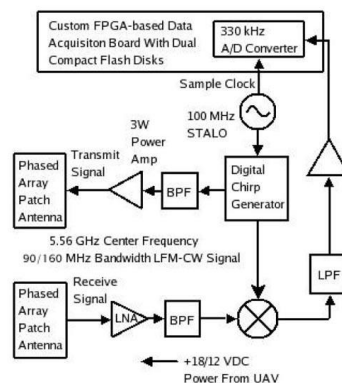 Custom FPGA-based Data
Acquisiton Board With Dual
Compact Flash Disks
330 kHz
A/D Converter
Sample Clock
100 MHz
STALO
3W
Power
Amp
Transmit
Signal
Phased
Array
Patch
Antenna
BPF
Digital
Chirp
Generator
5.56 GHz Center Frequency
90/160 MHz Bandwidth LFM-CW Signal
LPF
Phased
Array
Patch
Antenna
Receive
Signal
LNA
BPF
+18/12 VDC
Power From UAV